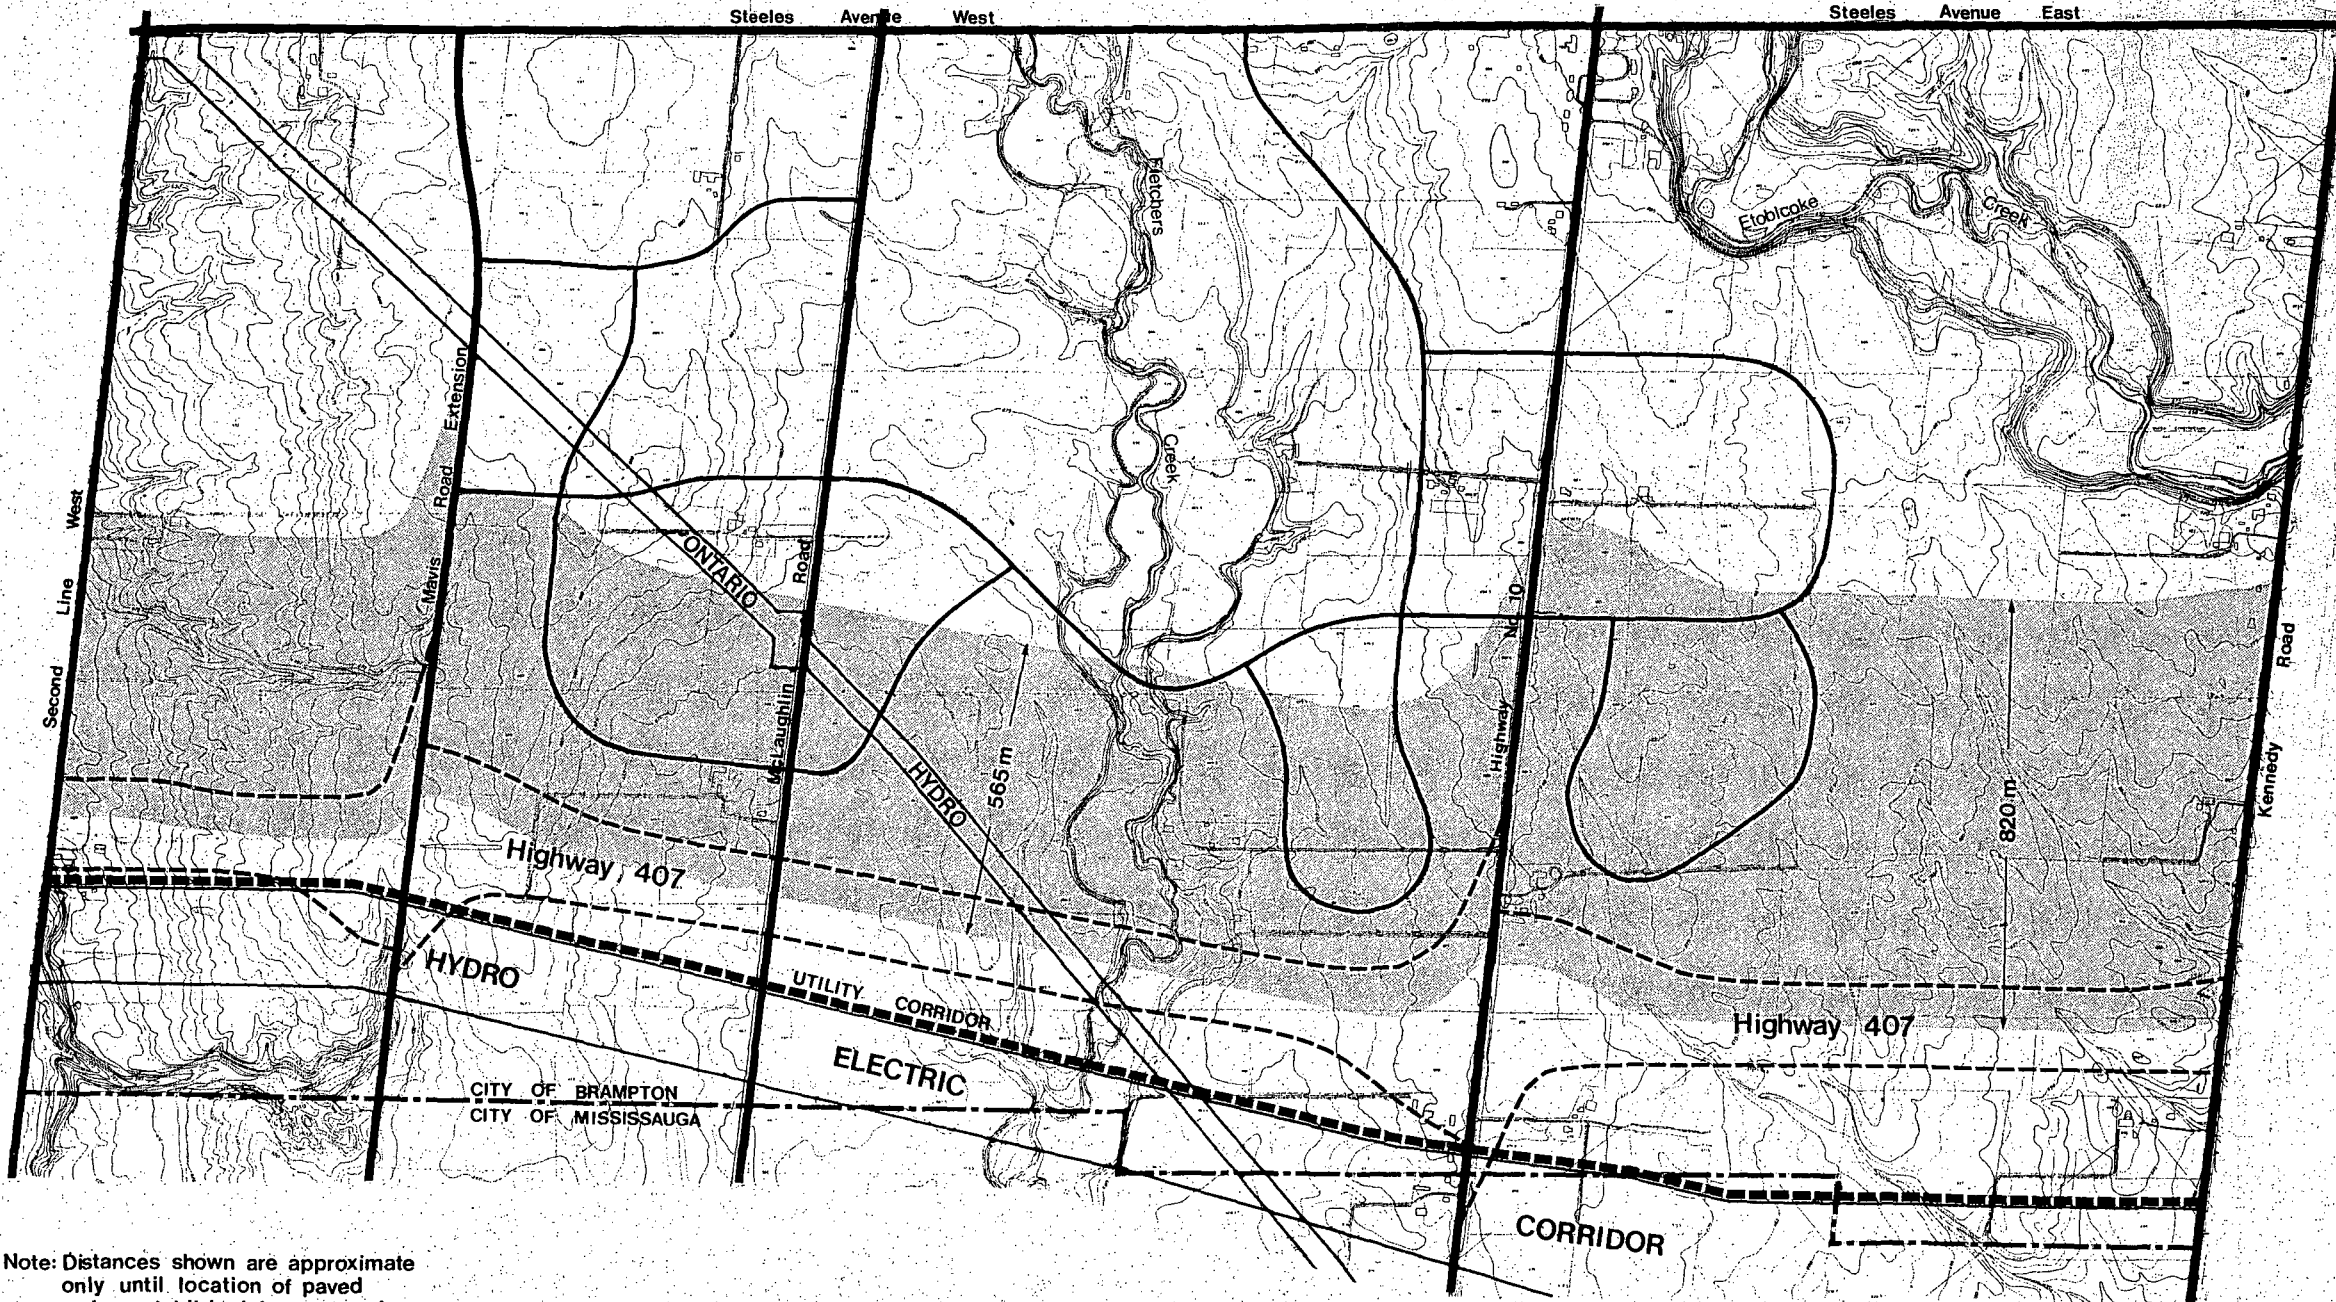 Steeles Avenue West
Steeles Avenue East
Fletchers
Creek
Etobicoke
Creek
Second Line West
Mavis Road Extension
McLaughlin Road
ONTARIO
HYDRO
565 m
Highway No. 10
820 m
Kennedy Road
Highway 407
Highway 407
HYDRO
UTILITY CORRIDOR
ELECTRIC
CORRIDOR
CITY OF BRAMPTON
CITY OF MISSISSAUGA
Note: Distances shown are approximate
only until location of paved